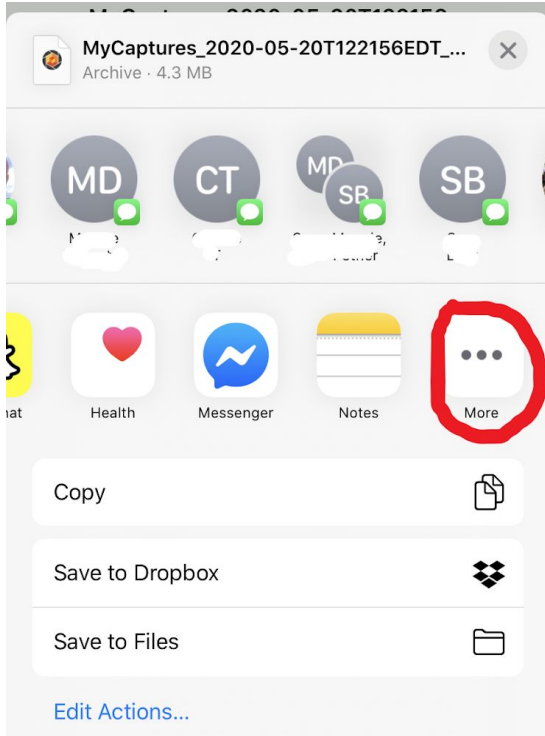 MyCaptures_2020-05-20T122156EDT_...
Archive · 4.3 MB
MD
CT
MD
SB
SB
hat
Health
Messenger
Notes
More
Copy
Save to Dropbox
Save to Files
Edit Actions...